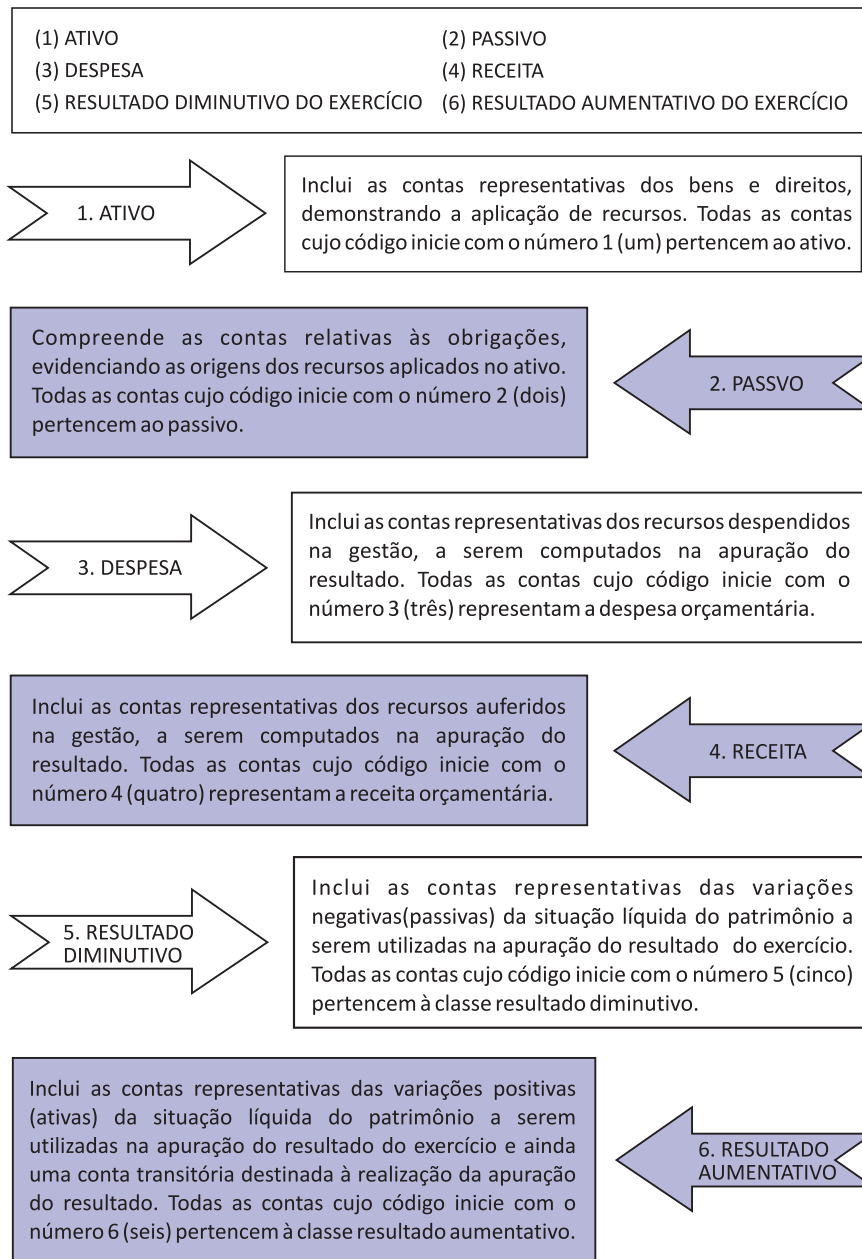 (1) ATIVO
(2) PASSIVO
(3) DESPESA
(4) RECEITA
(5) RESULTADO DIMINUTIVO DO EXERCÍCIO
(6) RESULTADO AUMENTATIVO DO EXERCÍCIO
1. ATIVO
Inclui as contas representativas dos bens e direitos,
demonstrando a aplicação de recursos. Todas as contas
cujo código inicie com o número 1 (um) pertencem ao ativo.
Compreende as contas relativas às obrigações,
evidenciando as origens dos recursos aplicados no ativo.
Todas as contas cujo código inicie com o número 2 (dois)
pertencem ao passivo.
2. PASSVO
3. DESPESA
Inclui as contas representativas dos recursos despendidos
na gestão, a serem computados na apuração do
resultado. Todas as contas cujo código inicie com o
número 3 (três) representam a despesa orçamentária.
Inclui as contas representativas dos recursos auferidos
na gestão, a serem computados na apuração do
resultado. Todas as contas cujo código inicie com o
número 4 (quatro) representam a receita orçamentária.
4. RECEITA
5. RESULTADO
DIMINUTIVO
Inclui as contas representativas das variações
negativas(passivas) da situação líquida do patrimônio a
serem utilizadas na apuração do resultado do exercício.
Todas as contas cujo código inicie com o número 5 (cinco)
pertencem à classe resultado diminutivo.
Inclui as contas representativas das variações positivas
(ativas) da situação líquida do patrimônio a serem
utilizadas na apuração do resultado do exercício e ainda
uma conta transitória destinada à realização da apuração
do resultado. Todas as contas cujo código inicie com o
número 6 (seis) pertencem à classe resultado aumentativo.
6. RESULTADO
AUMENTATIVO